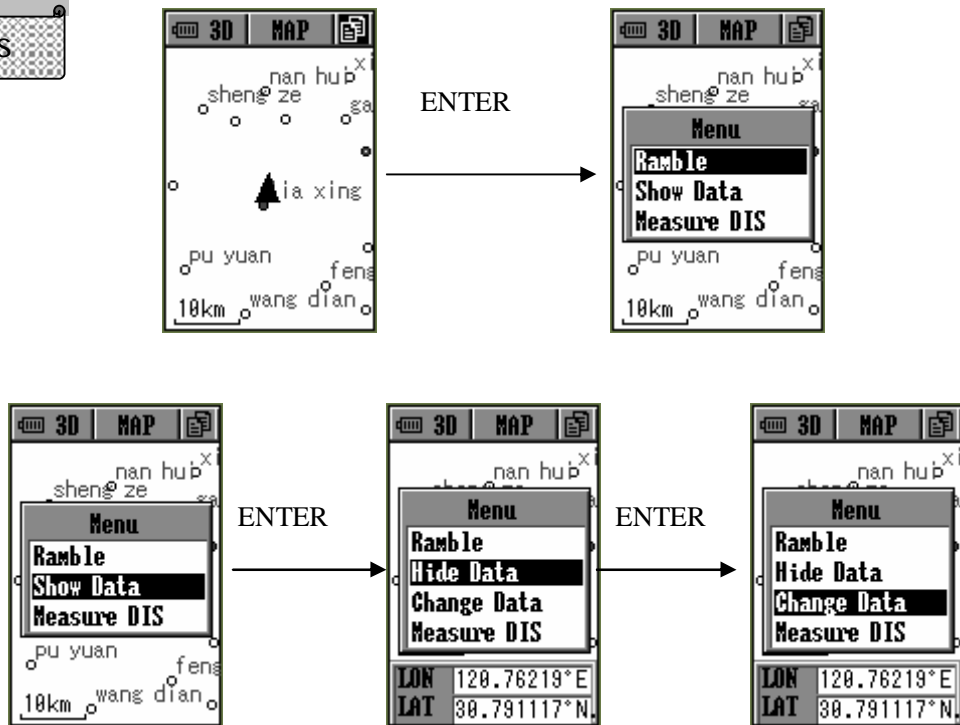 S
3D MAP
nan hu
sheng ze
ga
ia xing
pu yuan
feng
10km
wang dian
ENTER
3D MAP
nan hu
sheng ze
Menu
Ramble
Show Data
Measure DIS
pu yuan
feng
10km
wang dian
3D MAP
nan hu
sheng ze
Menu
Ramble
Show Data
Measure DIS
pu yuan
feng
10km
wang dian
ENTER
3D MAP
nan hu
Menu
Ramble
Hide Data
Change Data
Measure DIS
LON 120.76219°E
LAT 30.791117°N
ENTER
3D MAP
nan hu
Menu
Ramble
Hide Data
Change Data
Measure DIS
LON 120.76219°E
LAT 30.791117°N